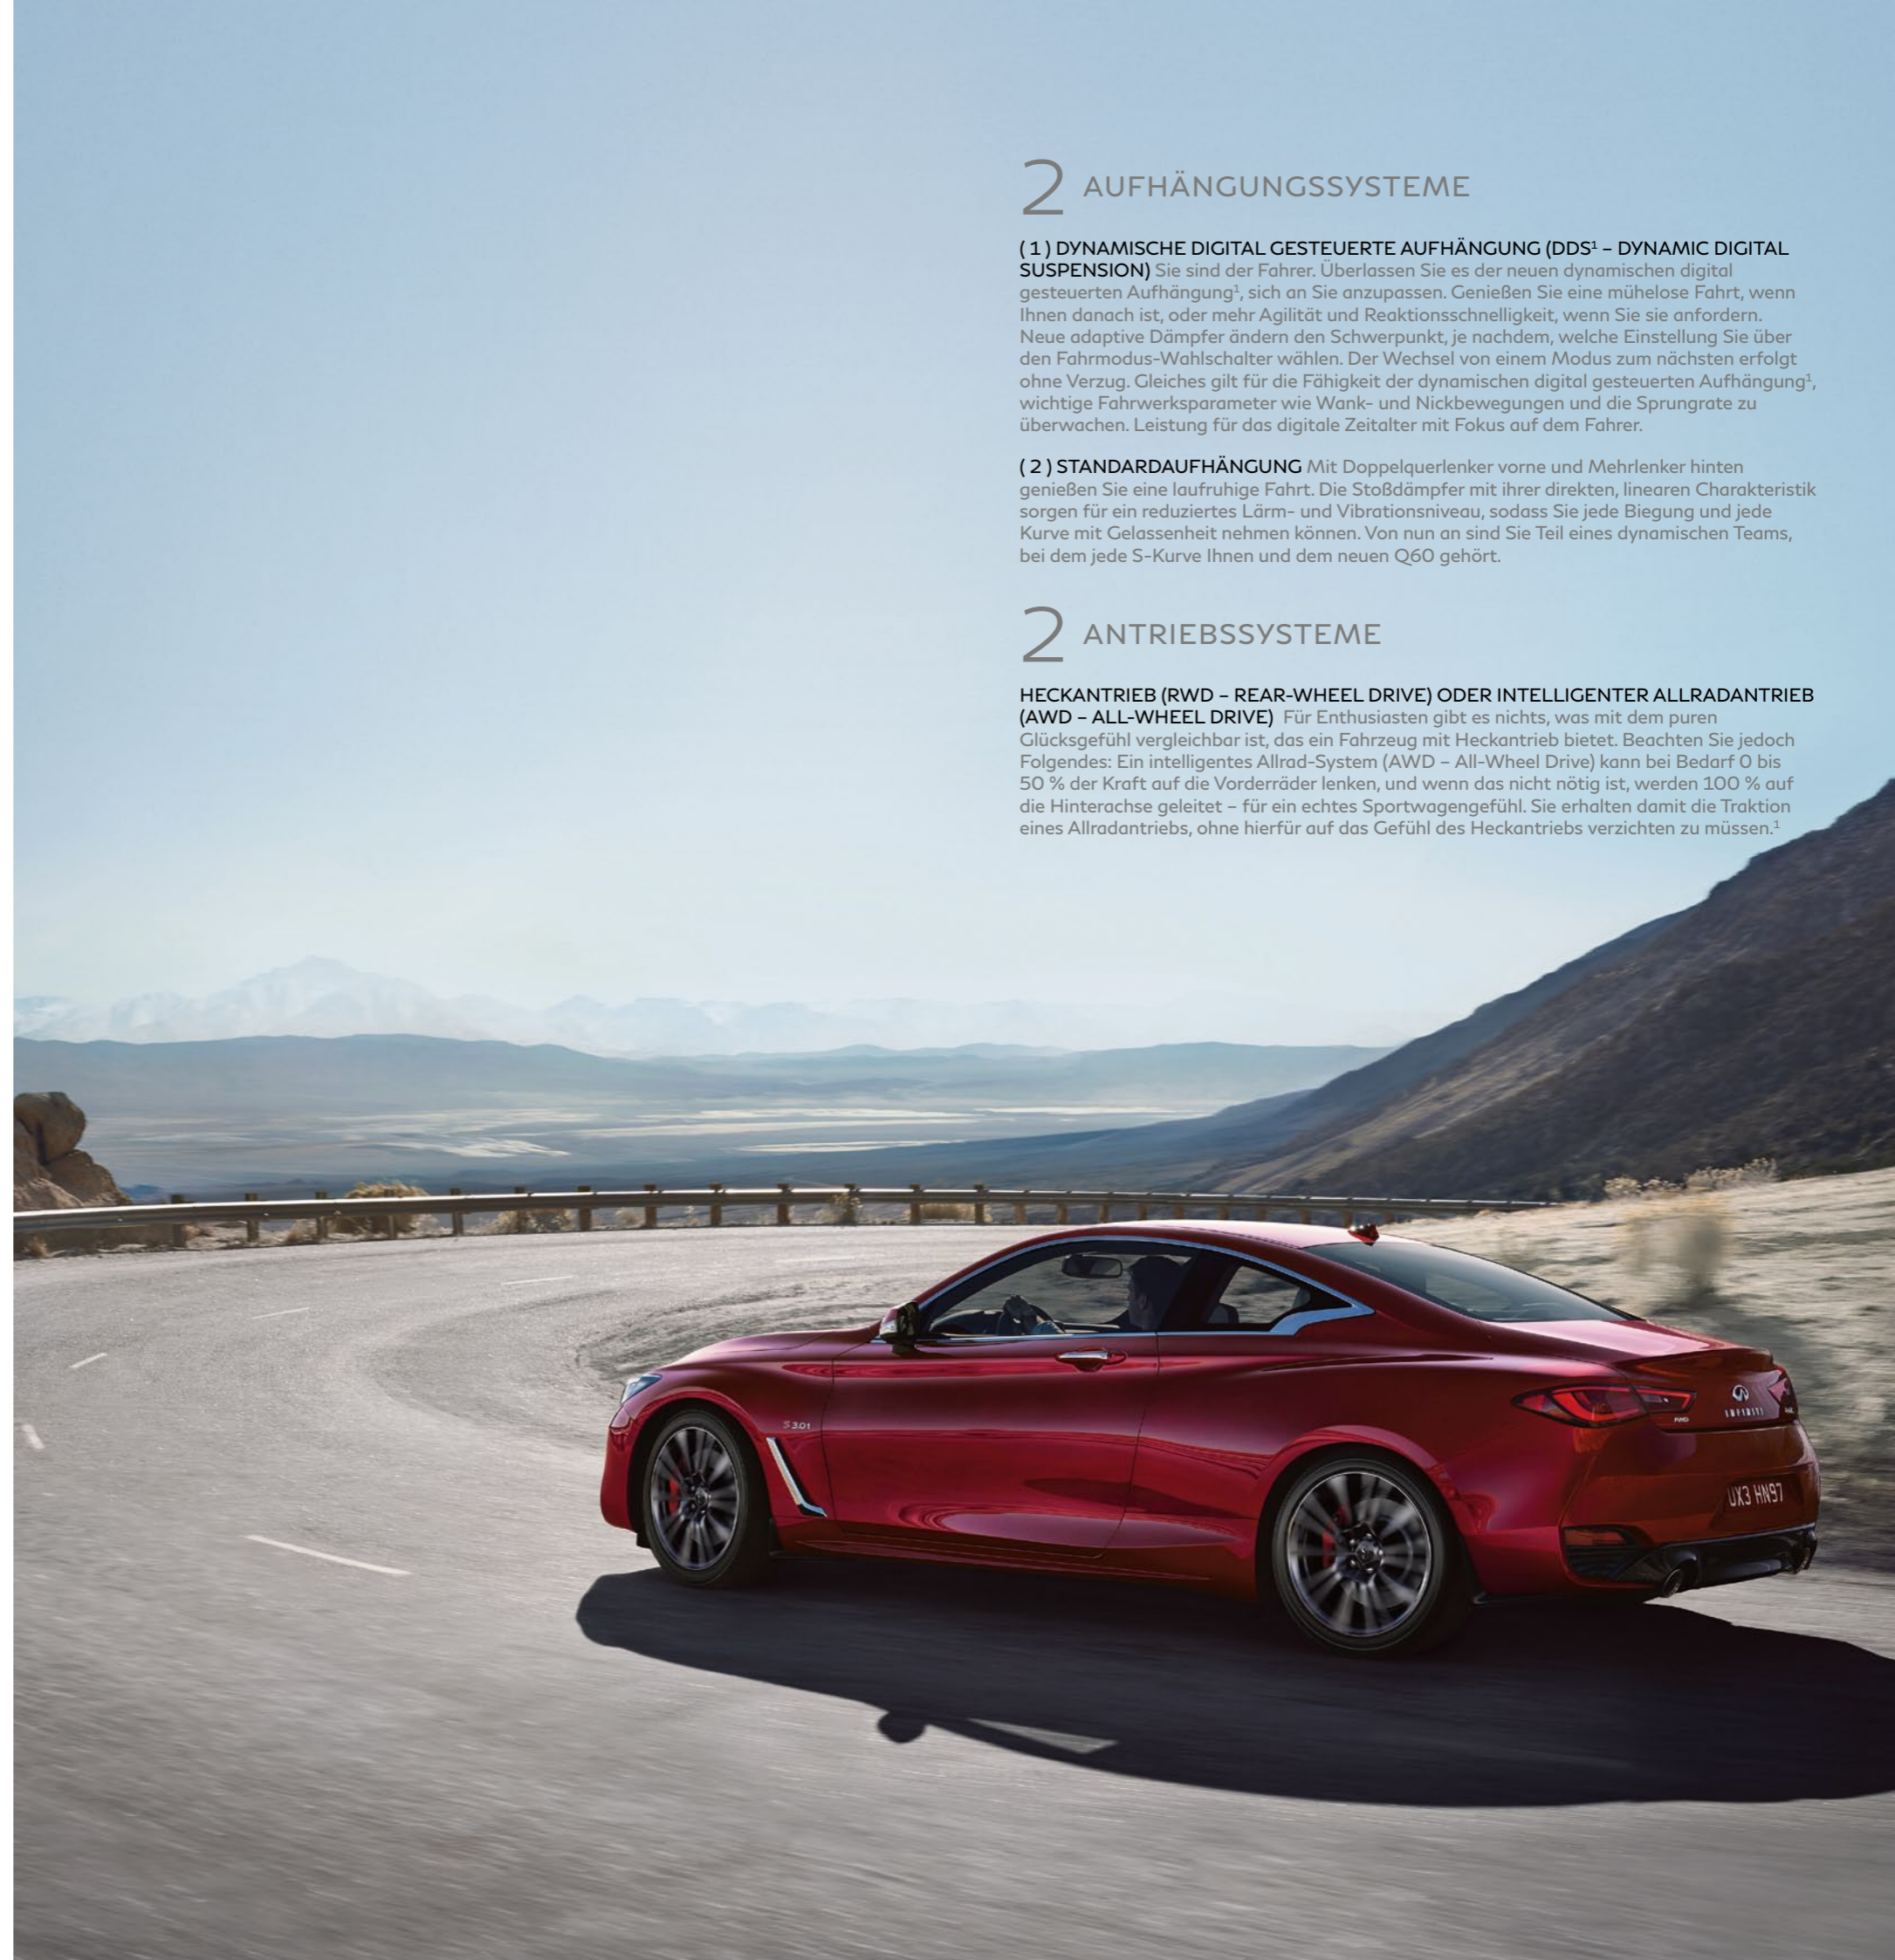 2 AUFHÄNGUNGSSYSTEME
( 1 ) DYNAMISCHE DIGITAL GESTEUERTE AUFHÄNGUNG (DDS¹ – DYNAMIC DIGITAL
SUSPENSION) Sie sind der Fahrer. Überlassen Sie es der neuen dynamischen digital
gesteuerten Aufhängung¹, sich an Sie anzupassen. Genießen Sie eine mühelose Fahrt, wenn
Ihnen danach ist, oder mehr Agilität und Reaktionsschnelligkeit, wenn Sie sie anfordern.
Neue adaptive Dämpfer ändern den Schwerpunkt, je nachdem, welche Einstellung Sie über
den Fahrmodus-Wahlschalter wählen. Der Wechsel von einem Modus zum nächsten erfolgt
ohne Verzug. Gleiches gilt für die Fähigkeit der dynamischen digital gesteuerten Aufhängung¹,
wichtige Fahrwerksparameter wie Wank- und Nickbewegungen und die Sprungrate zu
überwachen. Leistung für das digitale Zeitalter mit Fokus auf dem Fahrer.
( 2 ) STANDARDAUFHÄNGUNG Mit Doppelquerlenker vorne und Mehrlenker hinten
genießen Sie eine laufruhige Fahrt. Die Stoßdämpfer mit ihrer direkten, linearen Charakteristik
sorgen für ein reduziertes Lärm- und Vibrationsniveau, sodass Sie jede Biegung und jede
Kurve mit Gelassenheit nehmen können. Von nun an sind Sie Teil eines dynamischen Teams,
bei dem jede S-Kurve Ihnen und dem neuen Q60 gehört.
2 ANTRIEBSSYSTEME
HECKANTRIEB (RWD – REAR-WHEEL DRIVE) ODER INTELLIGENTER ALLRADANTRIEB
(AWD – ALL-WHEEL DRIVE) Für Enthusiasten gibt es nichts, was mit dem puren
Glücksgefühl vergleichbar ist, das ein Fahrzeug mit Heckantrieb bietet. Beachten Sie jedoch
Folgendes: Ein intelligentes Allrad-System (AWD – All-Wheel Drive) kann bei Bedarf 0 bis
50 % der Kraft auf die Vorderräder lenken, und wenn das nicht nötig ist, werden 100 % auf
die Hinterachse geleitet – für ein echtes Sportwagengefühl. Sie erhalten damit die Traktion
eines Allradantriebs, ohne hierfür auf das Gefühl des Heckantriebs verzichten zu müssen.¹
S 3.0t
INFINITI
UX3 HN97